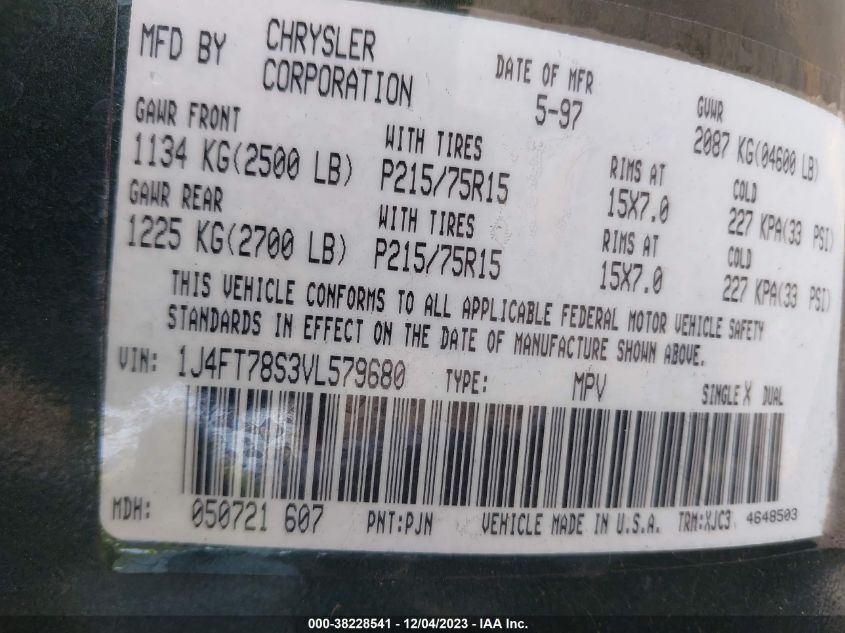 MFD BY CHRYSLER CORPORATION DATE OF MFR 5-97 GVWR 2087 KG(04600 LB)
GAWR FRONT WITH TIRES RIMS AT COLD
1134 KG(2500 LB) P215/75R15 15X7.0 227 KPA(33 PSI)
GAWR REAR WITH TIRES RIMS AT COLD
1225 KG(2700 LB) P215/75R15 15X7.0 227 KPA(33 PSI)
THIS VEHICLE CONFORMS TO ALL APPLICABLE FEDERAL MOTOR VEHICLE SAFETY
STANDARDS IN EFFECT ON THE DATE OF MANUFACTURE SHOWN ABOVE.
VIN: 1J4FT78S3VL579680 TYPE: MPV SINGLE X DUAL
MDH: 050721 607 PNT:PJN VEHICLE MADE IN U.S.A. TRM:XJC3 4648503
000-38228541 - 12/04/2023 - IAA Inc.